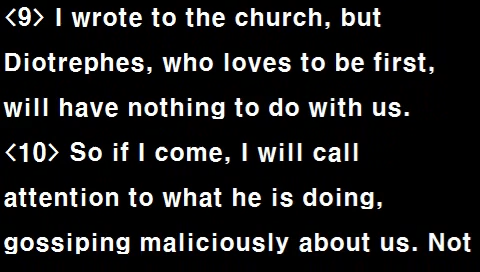 <9> I wrote to the church, but
Diotrephes, who loves to be first,
will have nothing to do with us.
<10> So if I come, I will call
attention to what he is doing,
gossiping maliciously about us. Not